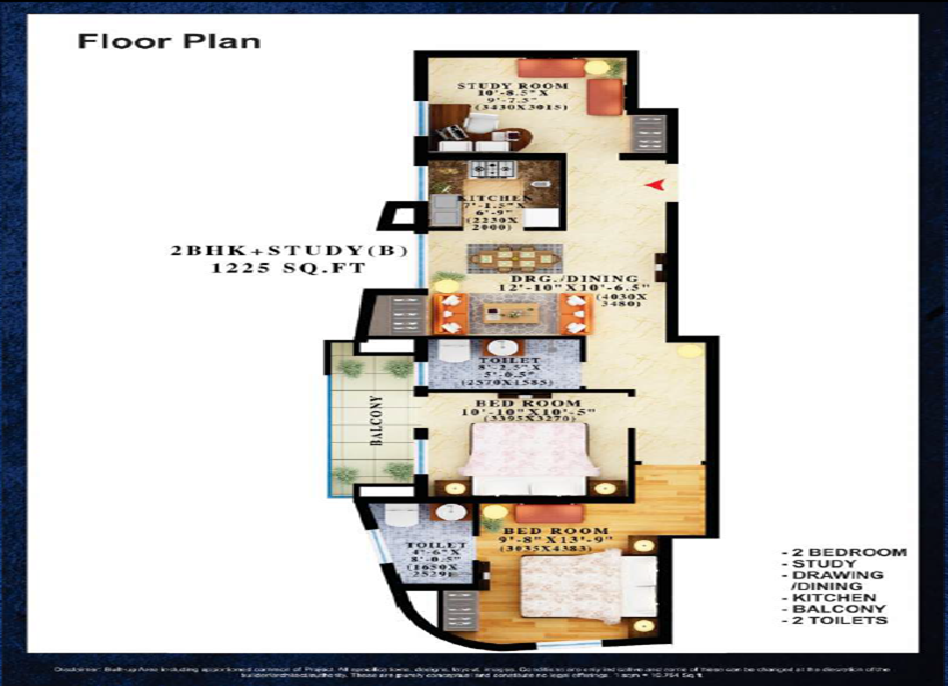 Floor Plan
STUDY ROOM
10'-8.5" X
9'-7.5"
(3430X3015)
KITCHEN
7'-1.5" X
6'-9"
(2230X
2000)
2BHK+STUDY(B)
1225 SQ.FT
DRG./DINING
12'-10"X10'-6.5"
(4030X
3480)
TOILET
8'-2.5" X
5'-0.5"
(2570X1585)
BED ROOM
10'-10"X10'-5"
(3395X3270)
BALCONY
BED ROOM
9'-8"X13'-9"
(3035X4383)
TOILET
4'-6"X
8'-0.5"
(1650X
2529)
- 2 BEDROOM
- STUDY
- DRAWING
/DINING
- KITCHEN
- BALCONY
- 2 TOILETS
Disclaimer: Built-up Area including apportioned common of Project. All specifications, designs, layout, images, Conditions are only indicative and some of these can be changed at the discretion of the
builder/architect/authority. These are purely conceptual and constitute no legal offerings. 1 sqm = 10.764 Sq.ft.